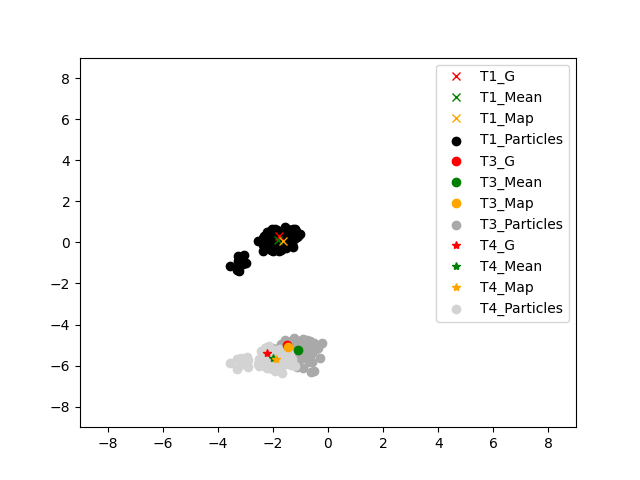 8
6
4
2
0
−2
−4
−6
−8
−8 −6 −4 −2 0 2 4 6 8
T1_G
T1_Mean
T1_Map
T1_Particles
T3_G
T3_Mean
T3_Map
T3_Particles
T4_G
T4_Mean
T4_Map
T4_Particles